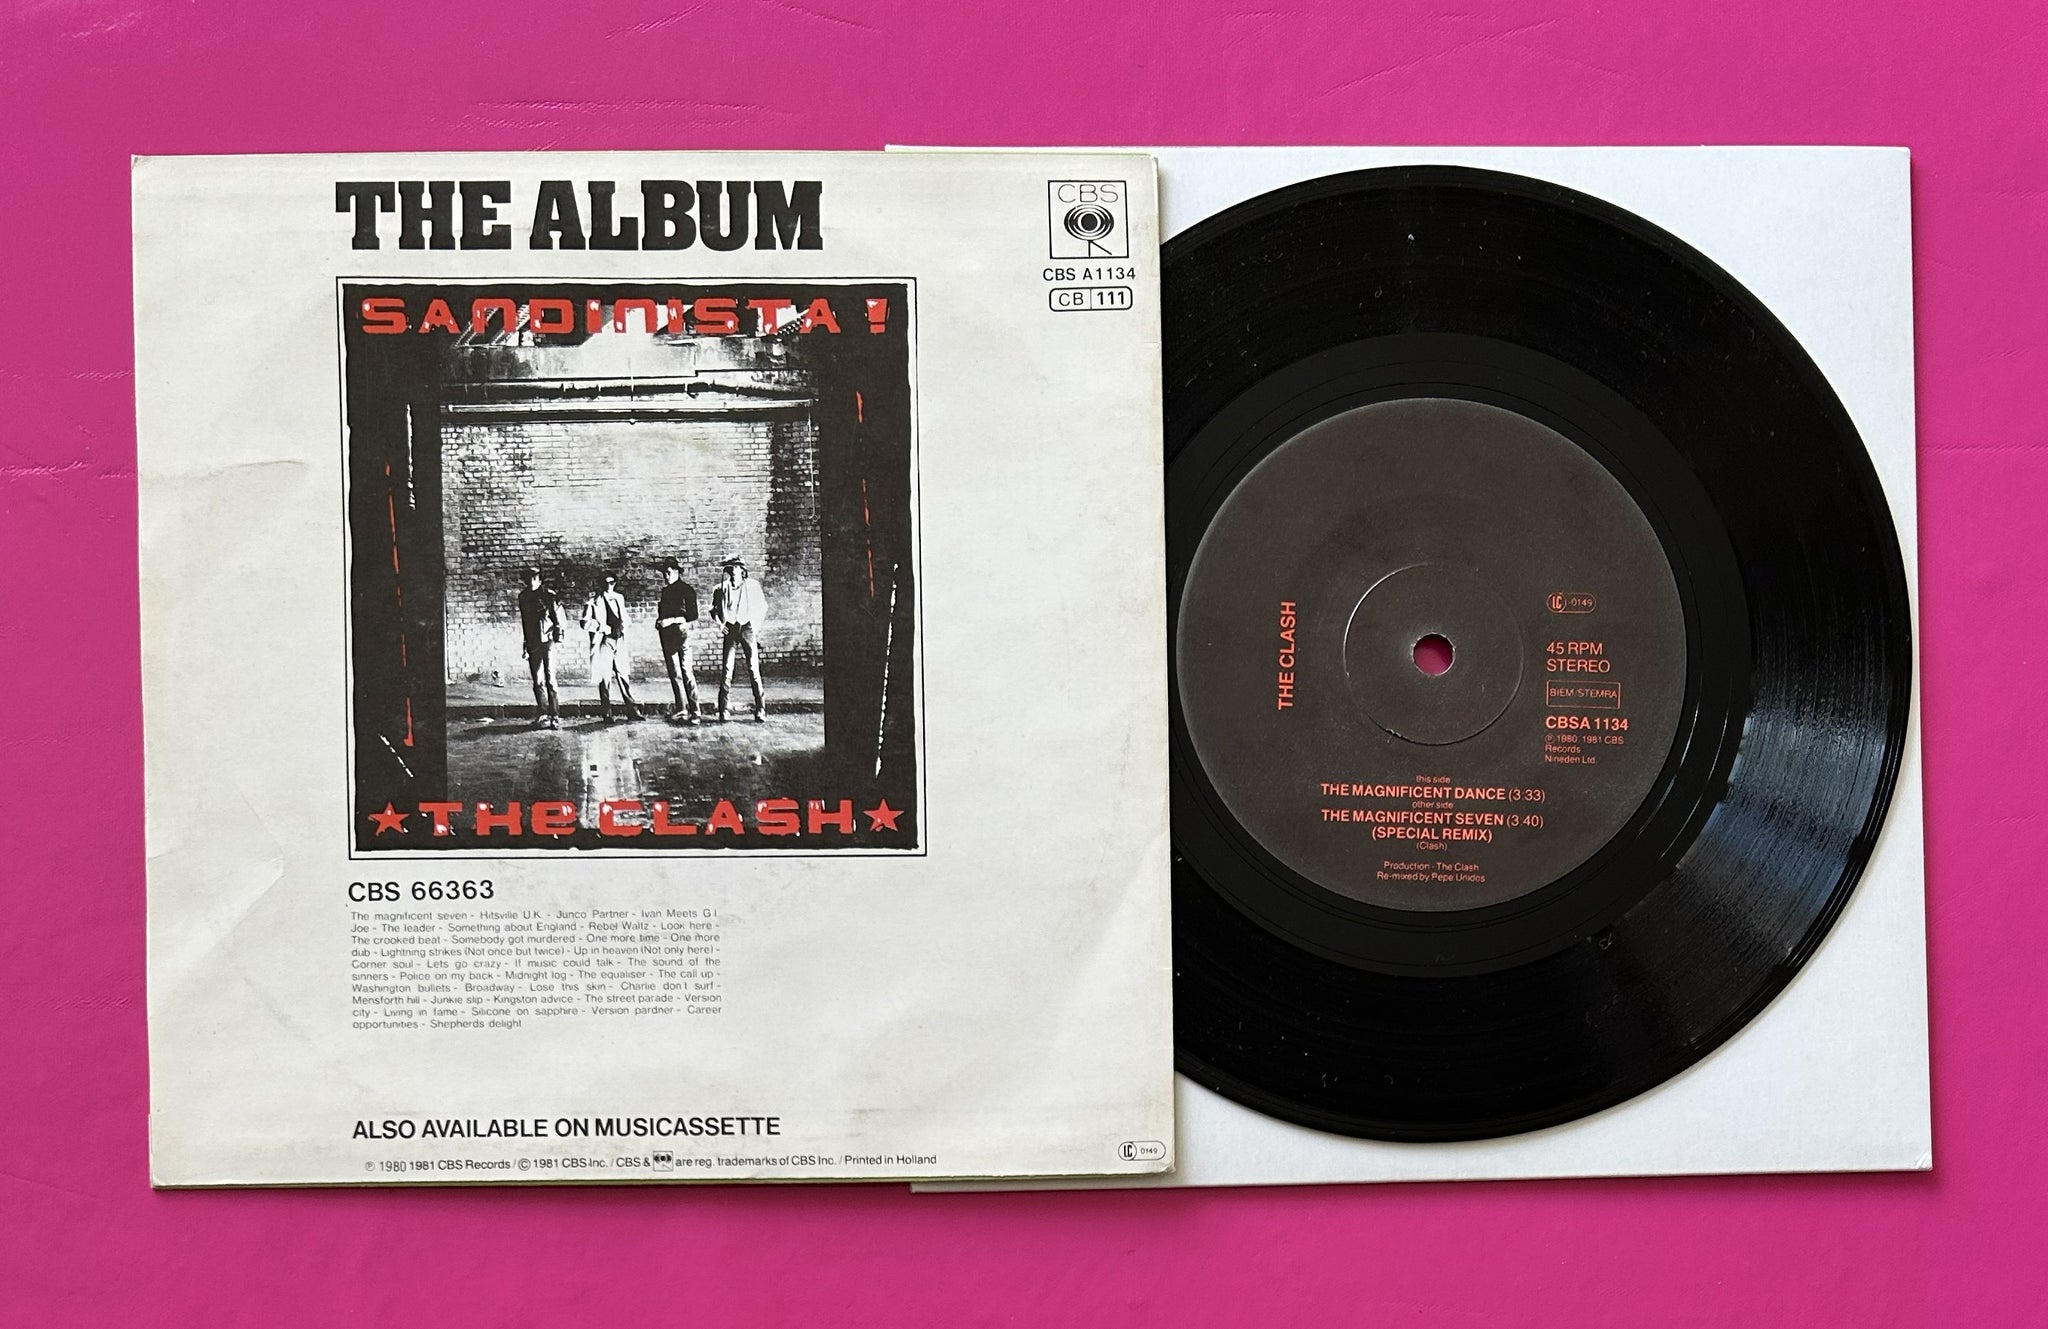 THE ALBUM
CBS
CBS A1134
CB 111
SANDINISTA!
★THE CLASH★
CBS 66363
The magnificent seven - Hitsville U.K. - Junco Partner - Ivan Meets G.I.
Joe - The leader - Something about England - Rebel Waltz - Look here -
The crooked beat - Somebody got murdered - One more time - One more
dub - Lightning strikes (Not once but twice) - Up in heaven (Not only here) -
Corner soul - Lets go crazy - If music could talk - The sound of the
sinners - Police on my back - Midnight log - The equaliser - The call up -
Washington bullets - Broadway - Lose this skin - Charlie don't surf -
Mensforth hill - Junkie slip - Kingston advice - The street parade - Version
city - Living in fame - Silicone on sapphire - Version pardner - Career
opportunities - Shepherds delight
ALSO AVAILABLE ON MUSICASSETTE
℗ 1980 1981 CBS Records / © 1981 CBS Inc. / CBS & are reg. trademarks of CBS Inc. / Printed in Holland
LC 0149
THE CLASH
LC -0149
45 RPM
STEREO
BIEM/STEMRA
CBSA 1134
℗ 1980, 1981 CBS
Records
Nineden Ltd.
this side
THE MAGNIFICENT DANCE (3:33)
other side
THE MAGNIFICENT SEVEN (3:40)
(SPECIAL REMIX)
(Clash)
Production - The Clash
Re-mixed by Pepe Unidos